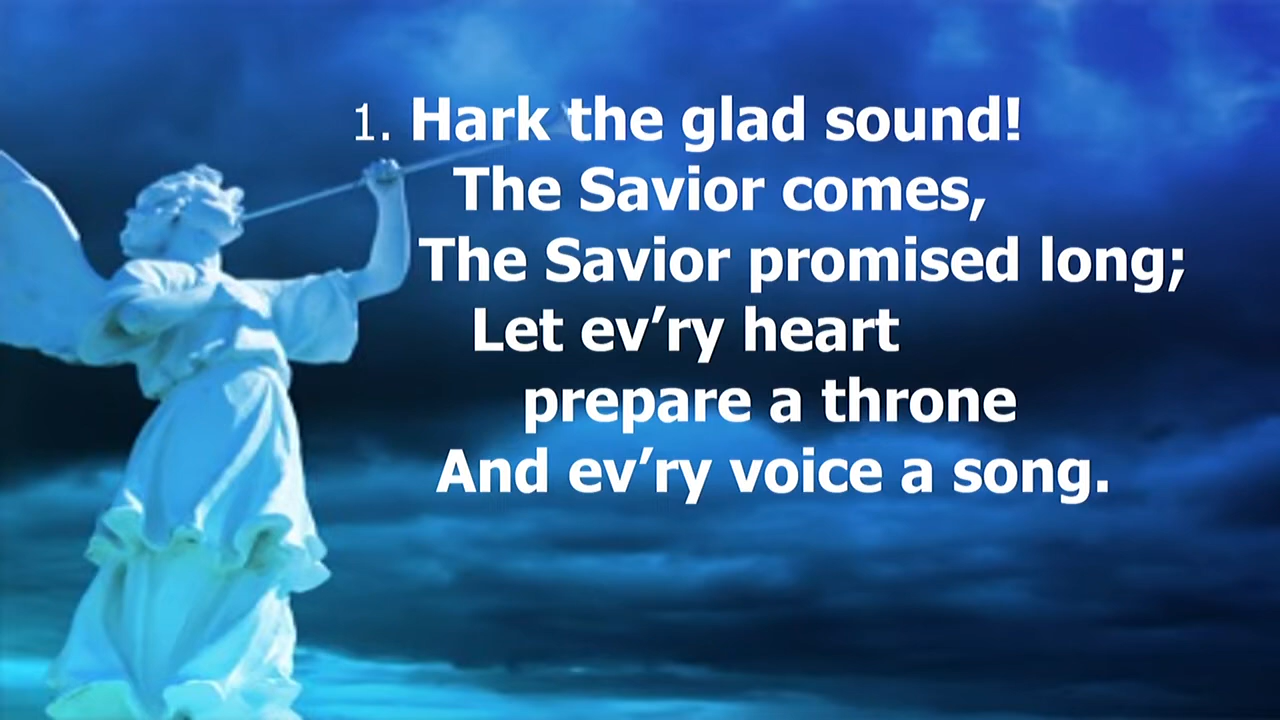 1. Hark the glad sound!
The Savior comes,
The Savior promised long;
Let ev’ry heart
prepare a throne
And ev’ry voice a song.